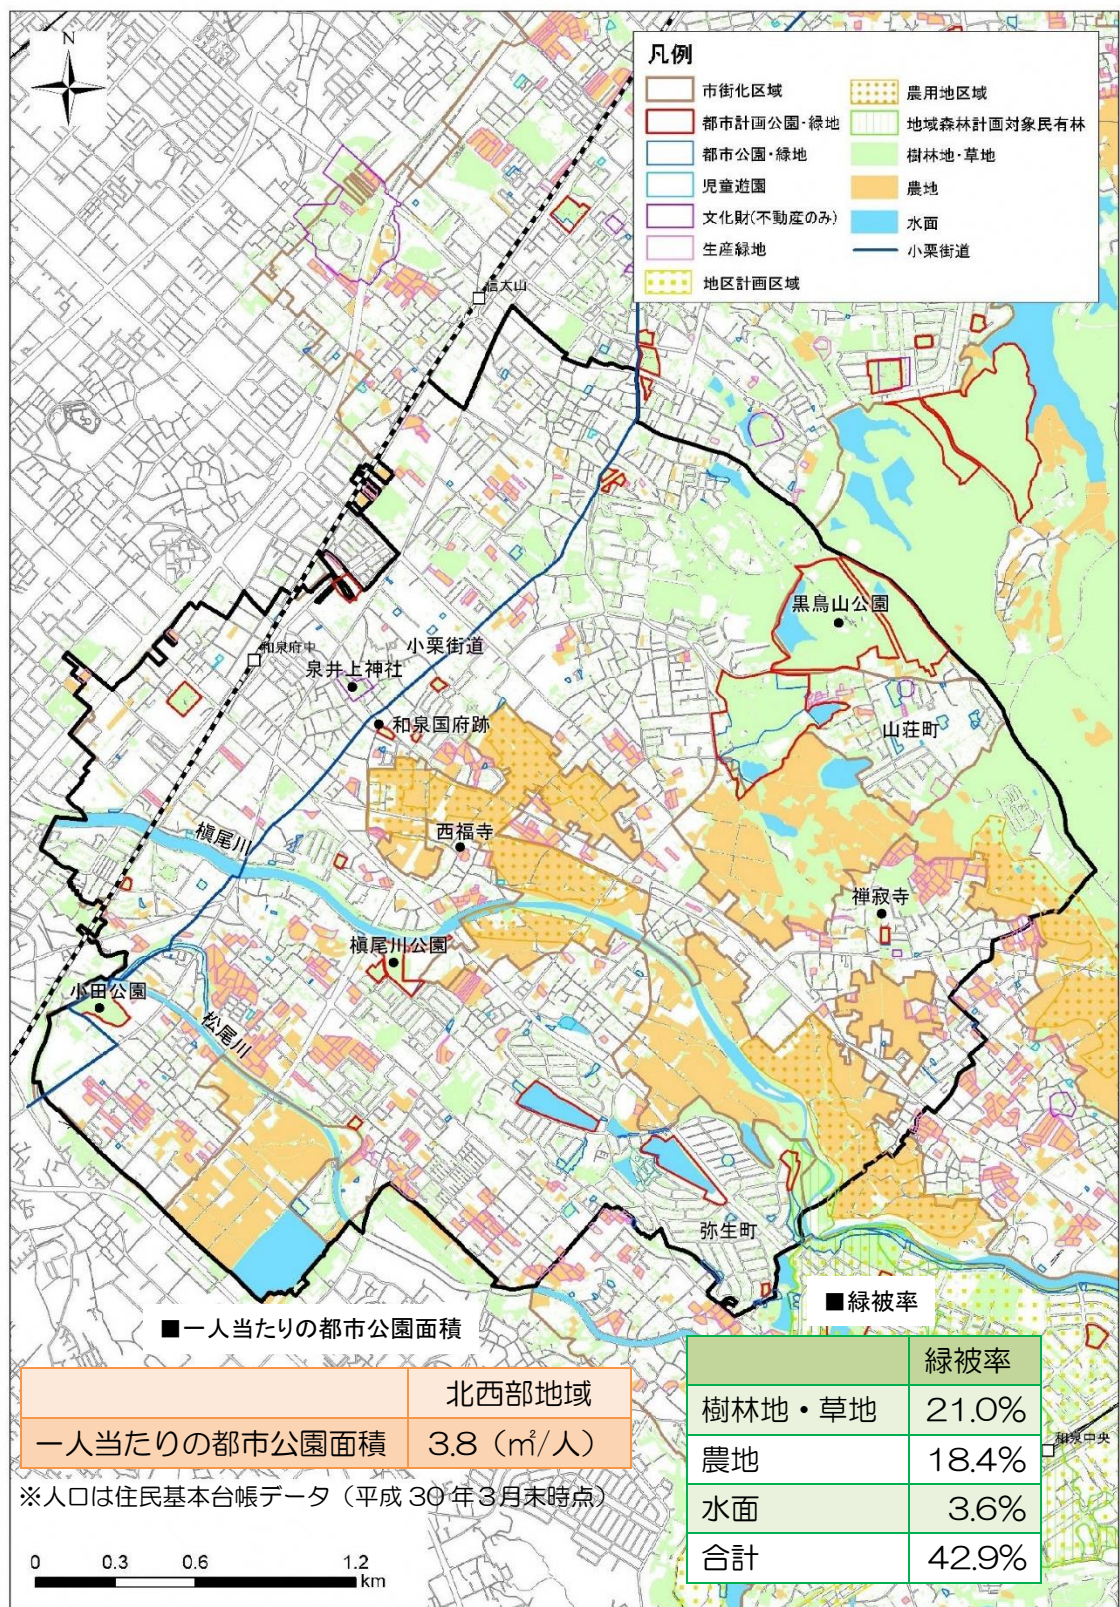 N
凡例
市街化区域
都市計画公園・緑地
都市公園・緑地
児童遊園
文化財(不動産のみ)
生産緑地
地区計画区域
農用地区域
地域森林計画対象民有林
樹林地・草地
農地
水面
小栗街道
信太山
黒鳥山公園
和泉府中
小栗街道
泉井上神社
和泉国府跡
山荘町
槇尾川
西福寺
禅寂寺
槇尾川公園
小田公園
松尾川
弥生町
■一人当たりの都市公園面積
北西部地域
一人当たりの都市公園面積 3.8（㎡/人）
※人口は住民基本台帳データ（平成30年3月末時点）
■緑被率
緑被率
樹林地・草地 21.0%
農地 18.4%
水面 3.6%
合計 42.9%
和泉中央
0 0.3 0.6 1.2
km